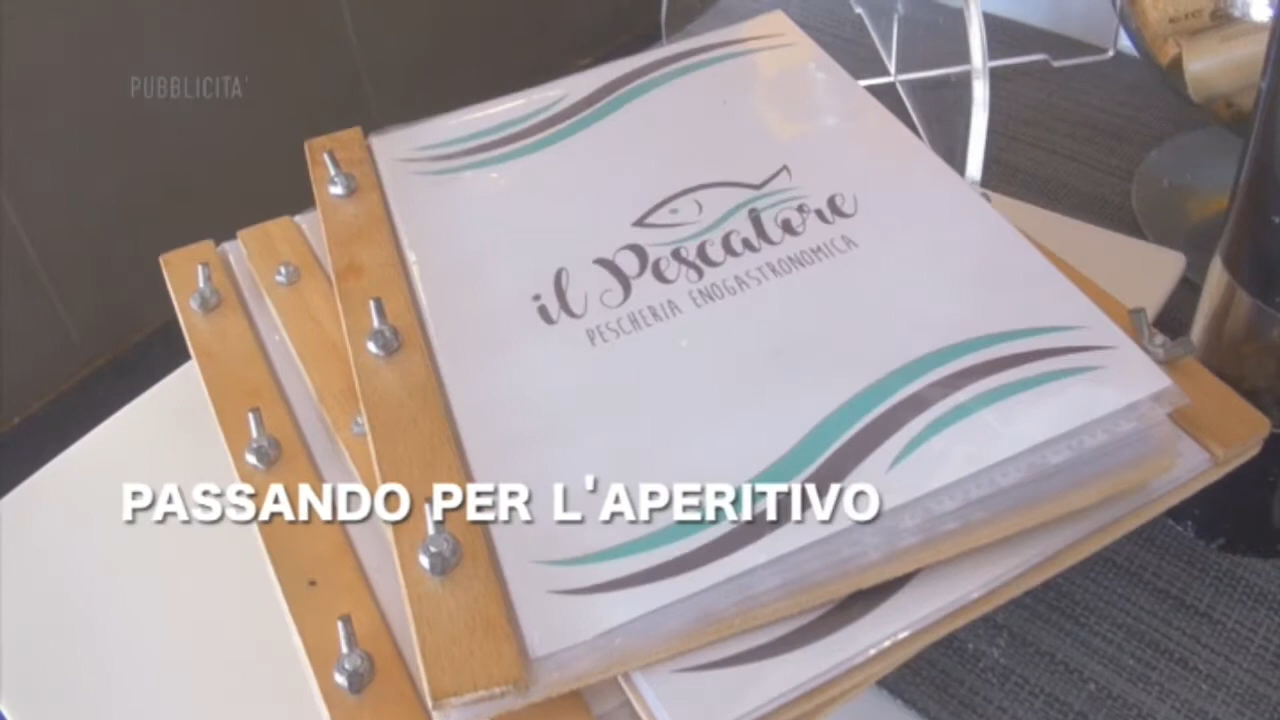 PUBBLICITA'
il Pescatore
PESCHERIA ENOGASTRONOMICA
PASSANDO PER L'APERITIVO